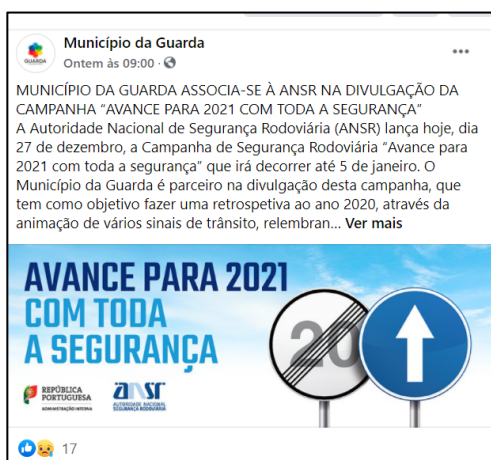 Município da Guarda
Ontem às 09:00 ·
MUNICÍPIO DA GUARDA ASSOCIA-SE À ANSR NA DIVULGAÇÃO DA
CAMPANHA “AVANCE PARA 2021 COM TODA A SEGURANÇA”
A Autoridade Nacional de Segurança Rodoviária (ANSR) lança hoje, dia
27 de dezembro, a Campanha de Segurança Rodoviária “Avance para
2021 com toda a segurança” que irá decorrer até 5 de janeiro. O
Município da Guarda é parceiro na divulgação desta campanha, que
tem como objetivo fazer uma retrospetiva ao ano 2020, através da
animação de vários sinais de trânsito, relembran... Ver mais
AVANCE PARA 2021
COM TODA
A SEGURANÇA
20
REPÚBLICA
PORTUGUESA
ADMINISTRAÇÃO INTERNA
ansr
AUTORIDADE NACIONAL
SEGURANÇA RODOVIÁRIA
GUARDA
17